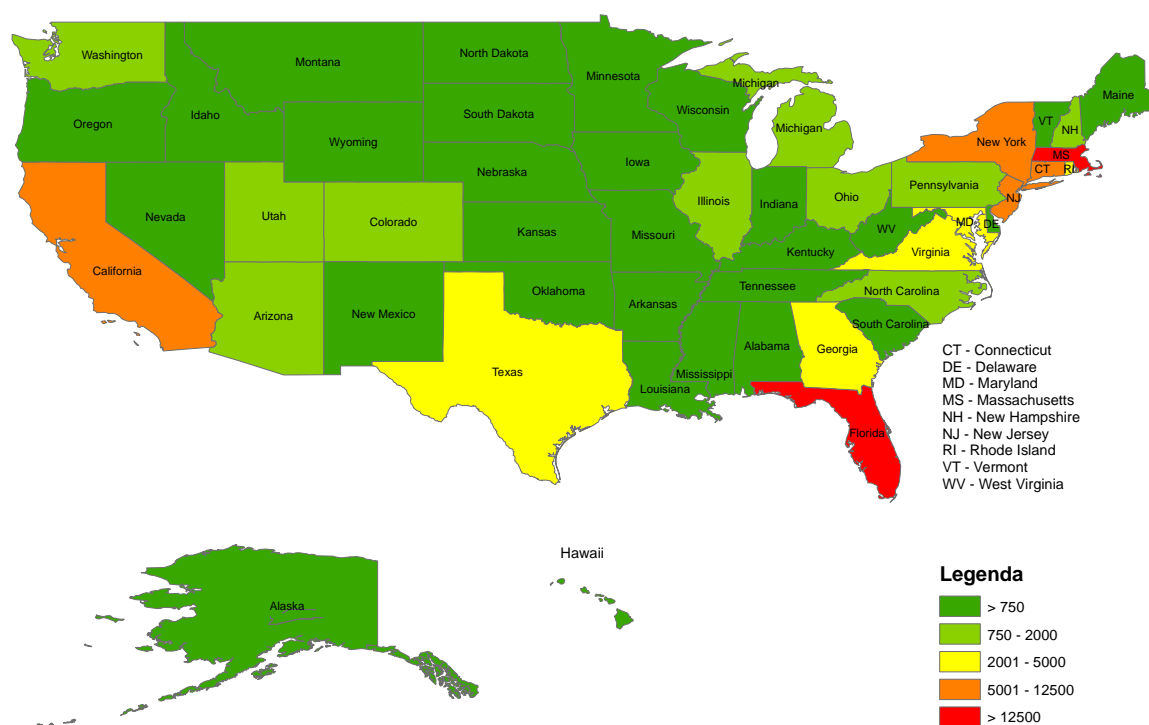 Washington
Montana
North Dakota
Minnesota
Michigan
Maine
Oregon
Idaho
Wyoming
South Dakota
Wisconsin
Michigan
New York
VT
NH
MS
CT
RI
Iowa
Nebraska
Nevada
Utah
Colorado
Illinois
Indiana
Ohio
Pennsylvania
NJ
MD
DE
WV
Virginia
California
Kansas
Missouri
Kentucky
Arizona
New Mexico
Oklahoma
Arkansas
Tennessee
North Carolina
South Carolina
Texas
Louisiana
Mississippi
Alabama
Georgia
Florida
CT - Connecticut
DE - Delaware
MD - Maryland
MS - Massachusetts
NH - New Hampshire
NJ - New Jersey
RI - Rhode Island
VT - Vermont
WV - West Virginia
Alaska
Hawaii
Legenda
> 750
750 - 2000
2001 - 5000
5001 - 12500
> 12500